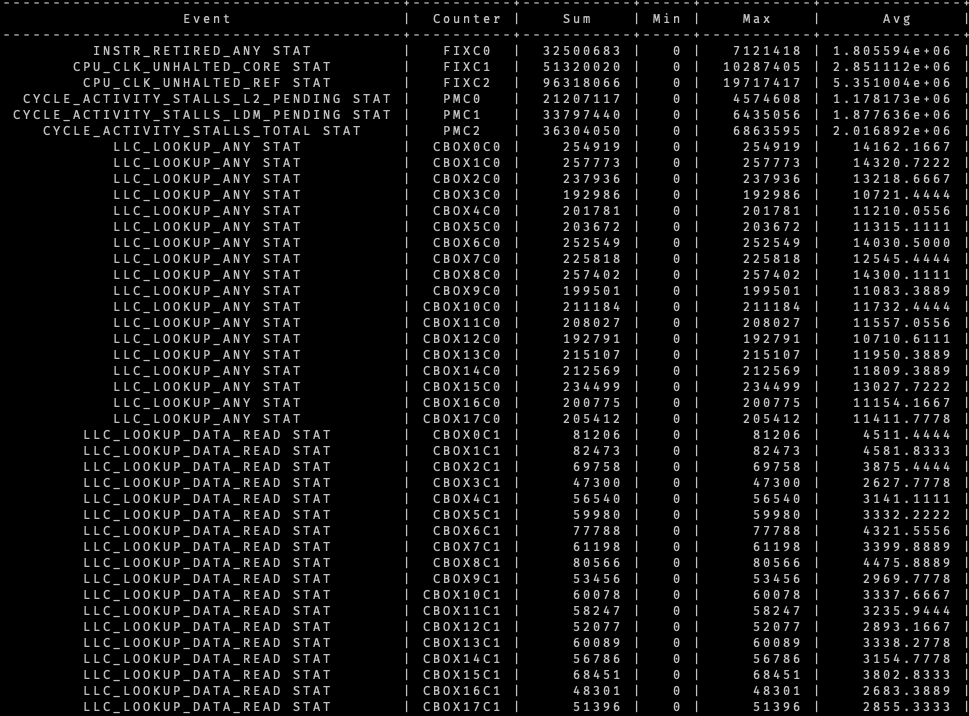 Event | Counter | Sum | Min | Max | Avg
INSTR_RETIRED_ANY STAT | FIXC0 | 32500683 | 0 | 7121418 | 1.805594e+06
CPU_CLK_UNHALTED_CORE STAT | FIXC1 | 51320020 | 0 | 10287405 | 2.851112e+06
CPU_CLK_UNHALTED_REF STAT | FIXC2 | 96318066 | 0 | 19717417 | 5.351004e+06
CYCLE_ACTIVITY_STALLS_L2_PENDING STAT | PMC0 | 21207117 | 0 | 4574608 | 1.178173e+06
CYCLE_ACTIVITY_STALLS_LDM_PENDING STAT | PMC1 | 33797440 | 0 | 6435056 | 1.877636e+06
CYCLE_ACTIVITY_STALLS_TOTAL STAT | PMC2 | 36304050 | 0 | 6863595 | 2.016892e+06
LLC_LOOKUP_ANY STAT | CBOX0C0 | 254919 | 0 | 254919 | 14162.1667
LLC_LOOKUP_ANY STAT | CBOX1C0 | 257773 | 0 | 257773 | 14320.7222
LLC_LOOKUP_ANY STAT | CBOX2C0 | 237936 | 0 | 237936 | 13218.6667
LLC_LOOKUP_ANY STAT | CBOX3C0 | 192986 | 0 | 192986 | 10721.4444
LLC_LOOKUP_ANY STAT | CBOX4C0 | 201781 | 0 | 201781 | 11210.0556
LLC_LOOKUP_ANY STAT | CBOX5C0 | 203672 | 0 | 203672 | 11315.1111
LLC_LOOKUP_ANY STAT | CBOX6C0 | 252549 | 0 | 252549 | 14030.5000
LLC_LOOKUP_ANY STAT | CBOX7C0 | 225818 | 0 | 225818 | 12545.4444
LLC_LOOKUP_ANY STAT | CBOX8C0 | 257402 | 0 | 257402 | 14300.1111
LLC_LOOKUP_ANY STAT | CBOX9C0 | 199501 | 0 | 199501 | 11083.3889
LLC_LOOKUP_ANY STAT | CBOX10C0 | 211184 | 0 | 211184 | 11732.4444
LLC_LOOKUP_ANY STAT | CBOX11C0 | 208027 | 0 | 208027 | 11557.0556
LLC_LOOKUP_ANY STAT | CBOX12C0 | 192791 | 0 | 192791 | 10710.6111
LLC_LOOKUP_ANY STAT | CBOX13C0 | 215107 | 0 | 215107 | 11950.3889
LLC_LOOKUP_ANY STAT | CBOX14C0 | 212569 | 0 | 212569 | 11809.3889
LLC_LOOKUP_ANY STAT | CBOX15C0 | 234499 | 0 | 234499 | 13027.7222
LLC_LOOKUP_ANY STAT | CBOX16C0 | 200775 | 0 | 200775 | 11154.1667
LLC_LOOKUP_ANY STAT | CBOX17C0 | 205412 | 0 | 205412 | 11411.7778
LLC_LOOKUP_DATA_READ STAT | CBOX0C1 | 81206 | 0 | 81206 | 4511.4444
LLC_LOOKUP_DATA_READ STAT | CBOX1C1 | 82473 | 0 | 82473 | 4581.8333
LLC_LOOKUP_DATA_READ STAT | CBOX2C1 | 69758 | 0 | 69758 | 3875.4444
LLC_LOOKUP_DATA_READ STAT | CBOX3C1 | 47300 | 0 | 47300 | 2627.7778
LLC_LOOKUP_DATA_READ STAT | CBOX4C1 | 56540 | 0 | 56540 | 3141.1111
LLC_LOOKUP_DATA_READ STAT | CBOX5C1 | 59980 | 0 | 59980 | 3332.2222
LLC_LOOKUP_DATA_READ STAT | CBOX6C1 | 77788 | 0 | 77788 | 4321.5556
LLC_LOOKUP_DATA_READ STAT | CBOX7C1 | 61198 | 0 | 61198 | 3399.8889
LLC_LOOKUP_DATA_READ STAT | CBOX8C1 | 80566 | 0 | 80566 | 4475.8889
LLC_LOOKUP_DATA_READ STAT | CBOX9C1 | 53456 | 0 | 53456 | 2969.7778
LLC_LOOKUP_DATA_READ STAT | CBOX10C1 | 60078 | 0 | 60078 | 3337.6667
LLC_LOOKUP_DATA_READ STAT | CBOX11C1 | 58247 | 0 | 58247 | 3235.9444
LLC_LOOKUP_DATA_READ STAT | CBOX12C1 | 52077 | 0 | 52077 | 2893.1667
LLC_LOOKUP_DATA_READ STAT | CBOX13C1 | 60089 | 0 | 60089 | 3338.2778
LLC_LOOKUP_DATA_READ STAT | CBOX14C1 | 56786 | 0 | 56786 | 3154.7778
LLC_LOOKUP_DATA_READ STAT | CBOX15C1 | 68451 | 0 | 68451 | 3802.8333
LLC_LOOKUP_DATA_READ STAT | CBOX16C1 | 48301 | 0 | 48301 | 2683.3889
LLC_LOOKUP_DATA_READ STAT | CBOX17C1 | 51396 | 0 | 51396 | 2855.3333